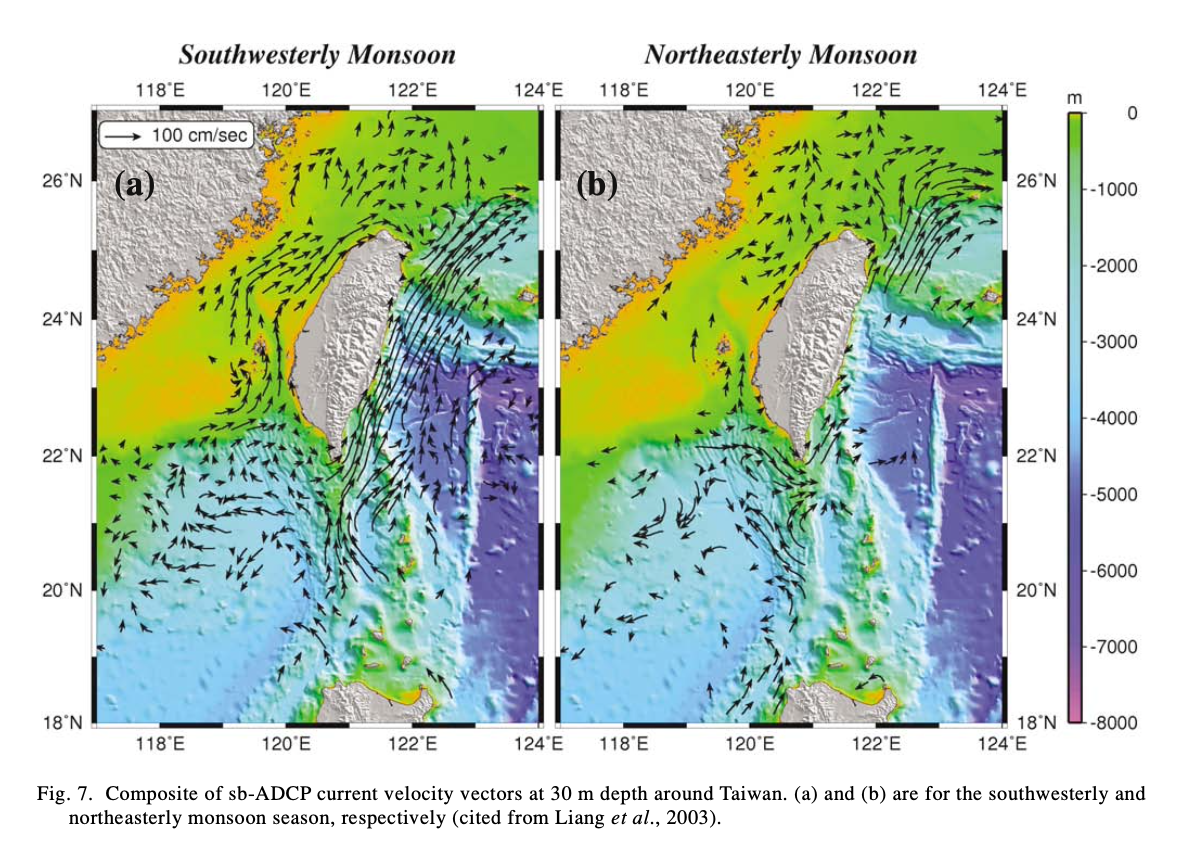 Southwesterly Monsoon
Northeasterly Monsoon
118°E 120°E 122°E 124°E
118°E 120°E 122°E 124°E
m
100 cm/sec
0
(a)
(b)
26°N
26°N
-1000
-2000
24°N
24°N
-3000
-4000
22°N
22°N
-5000
20°N
20°N
-6000
-7000
18°N
18°N
-8000
118°E 120°E 122°E 124°E
118°E 120°E 122°E 124°E
Fig. 7. Composite of sb-ADCP current velocity vectors at 30 m depth around Taiwan. (a) and (b) are for the southwesterly and
northeasterly monsoon season, respectively (cited from Liang et al., 2003).